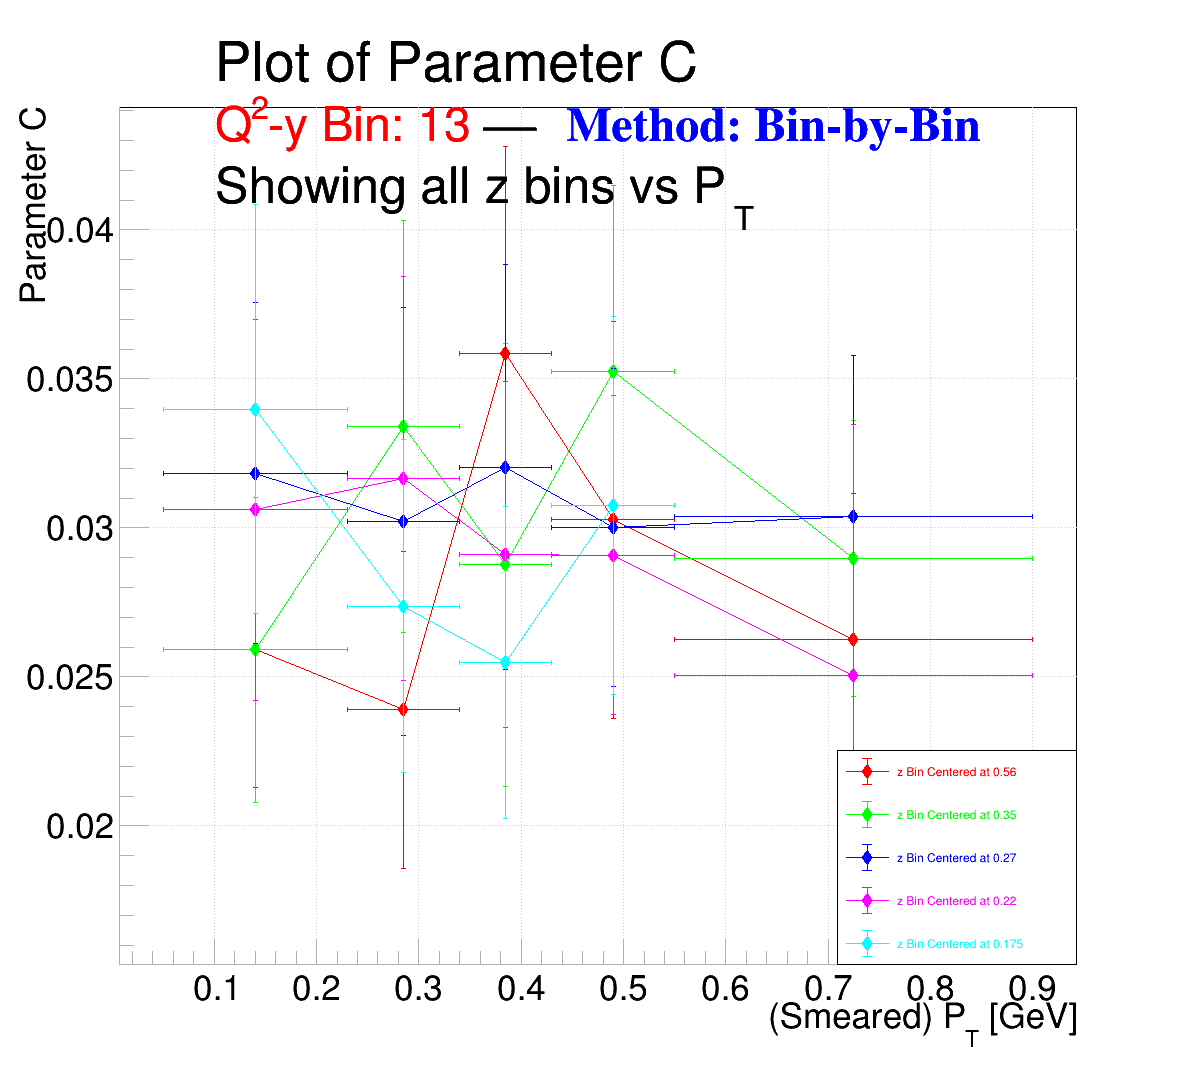 Plot of Parameter C
Q²-y Bin: 13 — Method: Bin-by-Bin
Showing all z bins vs P_T
Parameter C
0.04
0.035
0.03
0.025
0.02
z Bin Centered at 0.56
z Bin Centered at 0.35
z Bin Centered at 0.27
z Bin Centered at 0.22
z Bin Centered at 0.175
0.1 0.2 0.3 0.4 0.5 0.6 0.7 0.8 0.9
(Smeared) P_T [GeV]